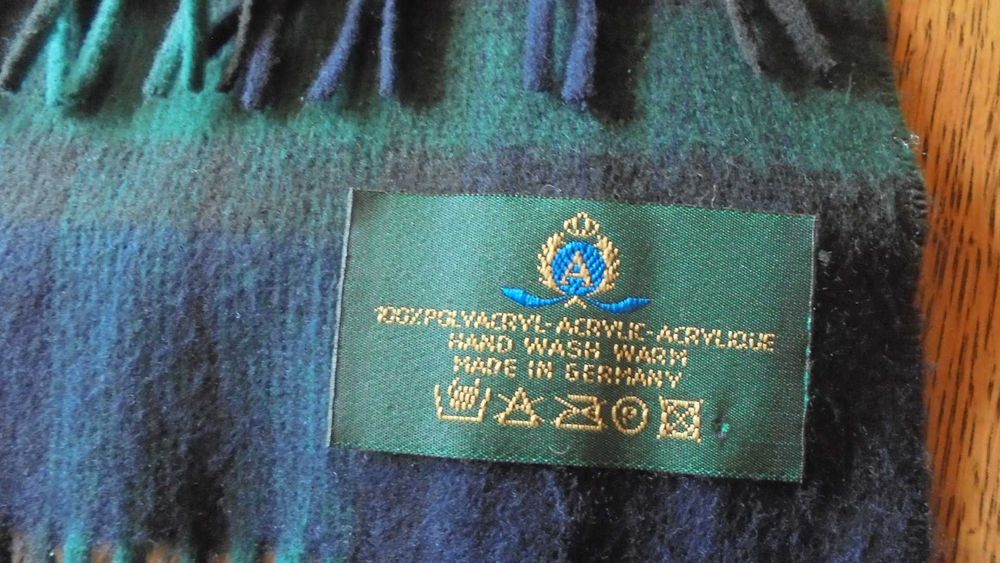 A
100% POLYACRYL-ACRYLIC-ACRYLIQUE
HAND WASH WARM
MADE IN GERMANY
P